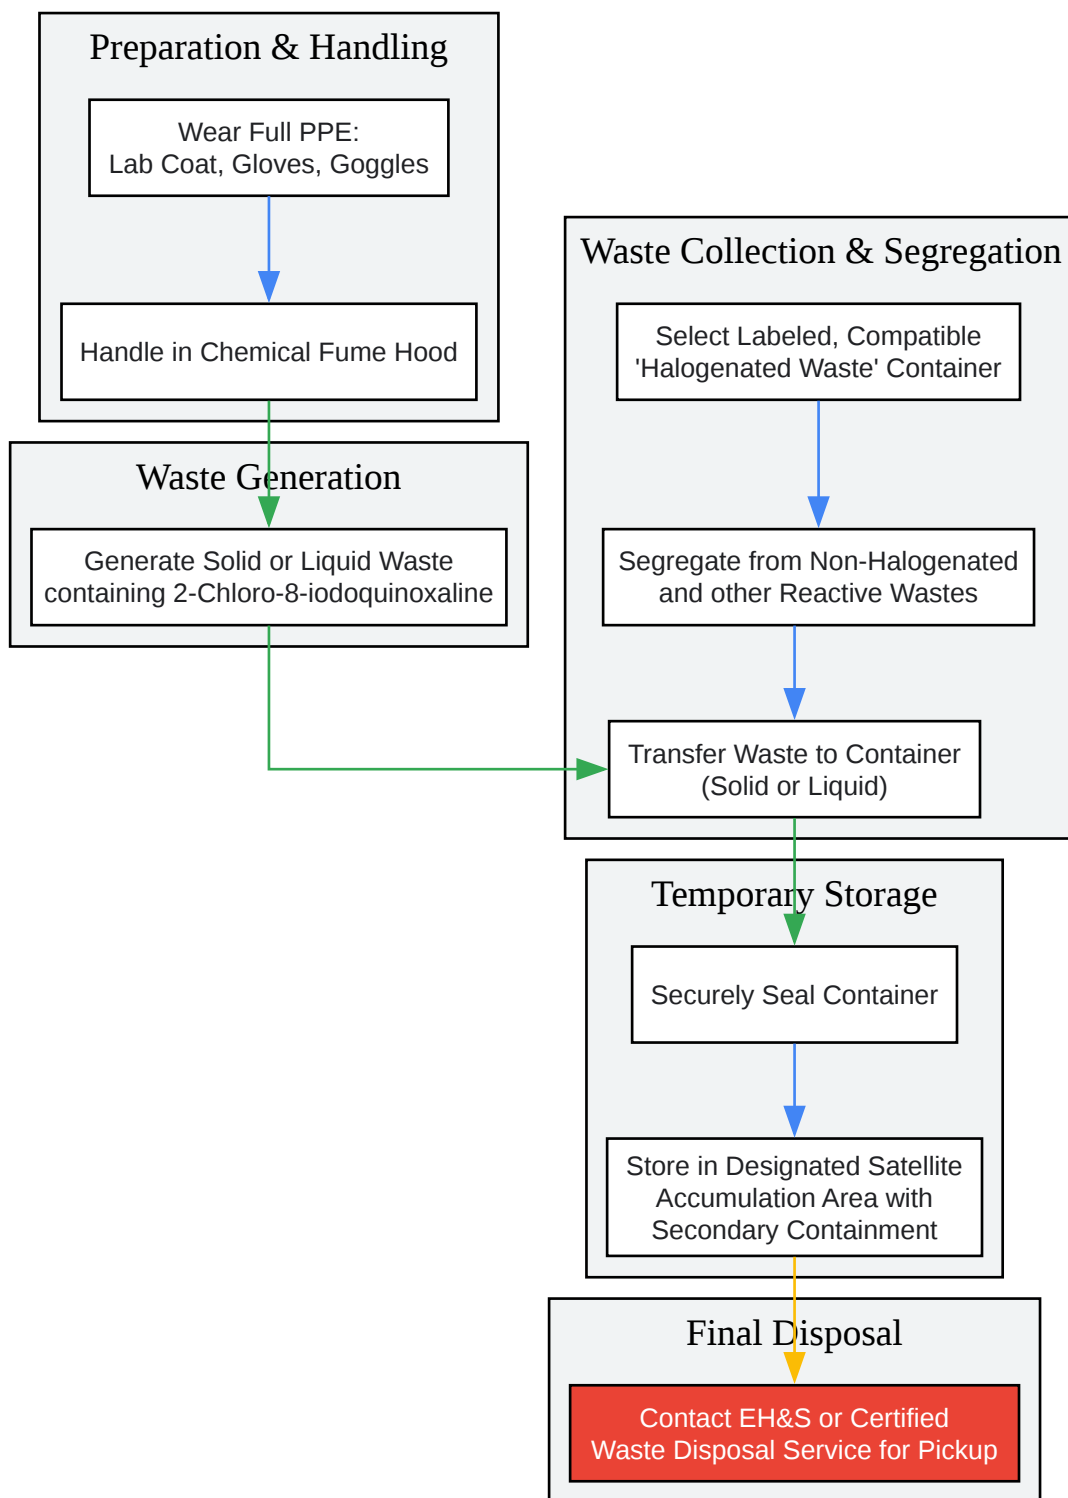 Preparation & Handling
Wear Full PPE:
Lab Coat, Gloves, Goggles
Handle in Chemical Fume Hood
Waste Generation
Generate Solid or Liquid Waste
containing 2-Chloro-8-iodoquinoxaline
Waste Collection & Segregation
Select Labeled, Compatible
'Halogenated Waste' Container
Segregate from Non-Halogenated
and other Reactive Wastes
Transfer Waste to Container
(Solid or Liquid)
Temporary Storage
Securely Seal Container
Store in Designated Satellite
Accumulation Area with
Secondary Containment
Final Disposal
Contact EH&S or Certified
Waste Disposal Service for Pickup